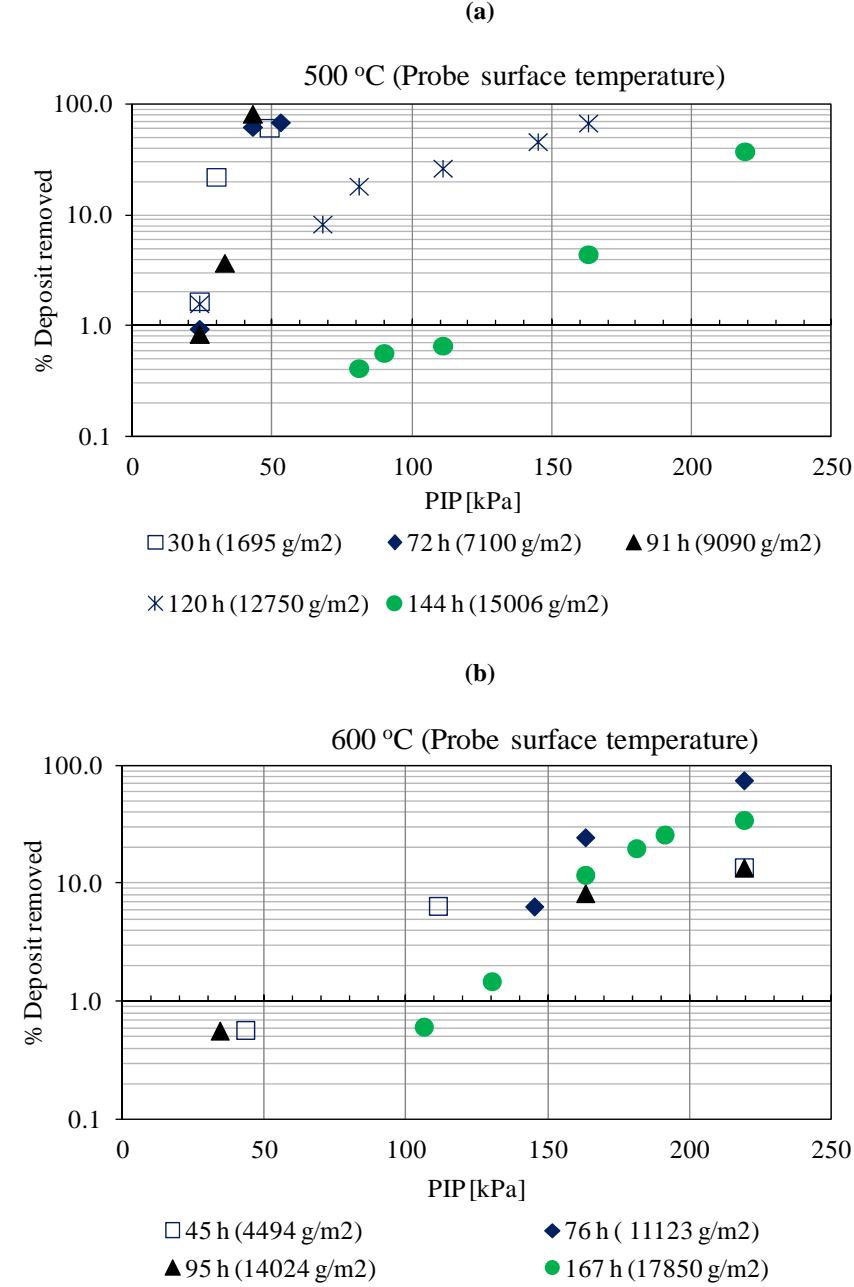 (a)
500 °C (Probe surface temperature)
100.0
10.0
1.0
0.1
% Deposit removed
0 50 100 150 200 250
PIP[kPa]
30 h (1695 g/m2) 72 h (7100 g/m2) 91 h (9090 g/m2)
120 h (12750 g/m2) 144 h (15006 g/m2)
(b)
600 °C (Probe surface temperature)
100.0
10.0
1.0
0.1
% Deposit removed
0 50 100 150 200 250
PIP[kPa]
45 h (4494 g/m2) 76 h ( 11123 g/m2)
95 h (14024 g/m2) 167 h (17850 g/m2)